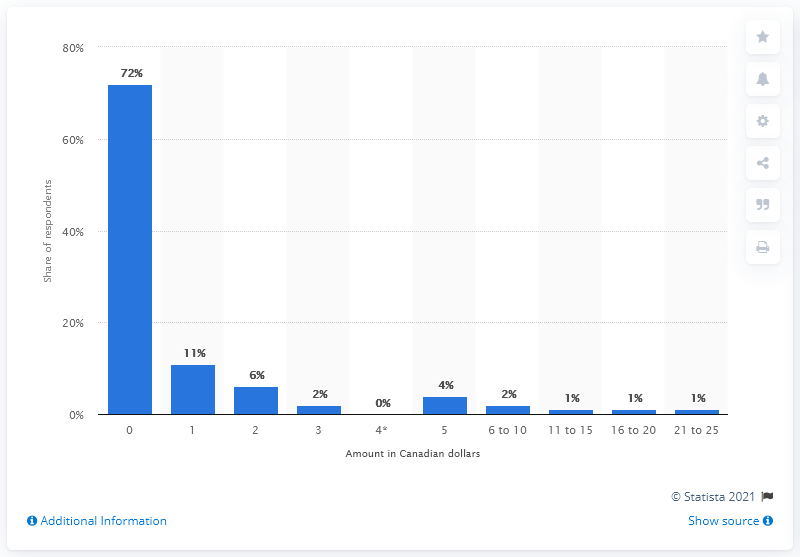 80%
60%
40%
20%
0%
Share of respondents
72%
11%
6%
2%
0%
4%
2%
1%
1%
1%
0 1 2 3 4* 5 6 to 10 11 to 15 16 to 20 21 to 25
Amount in Canadian dollars
© Statista 2021
Additional Information
Show source